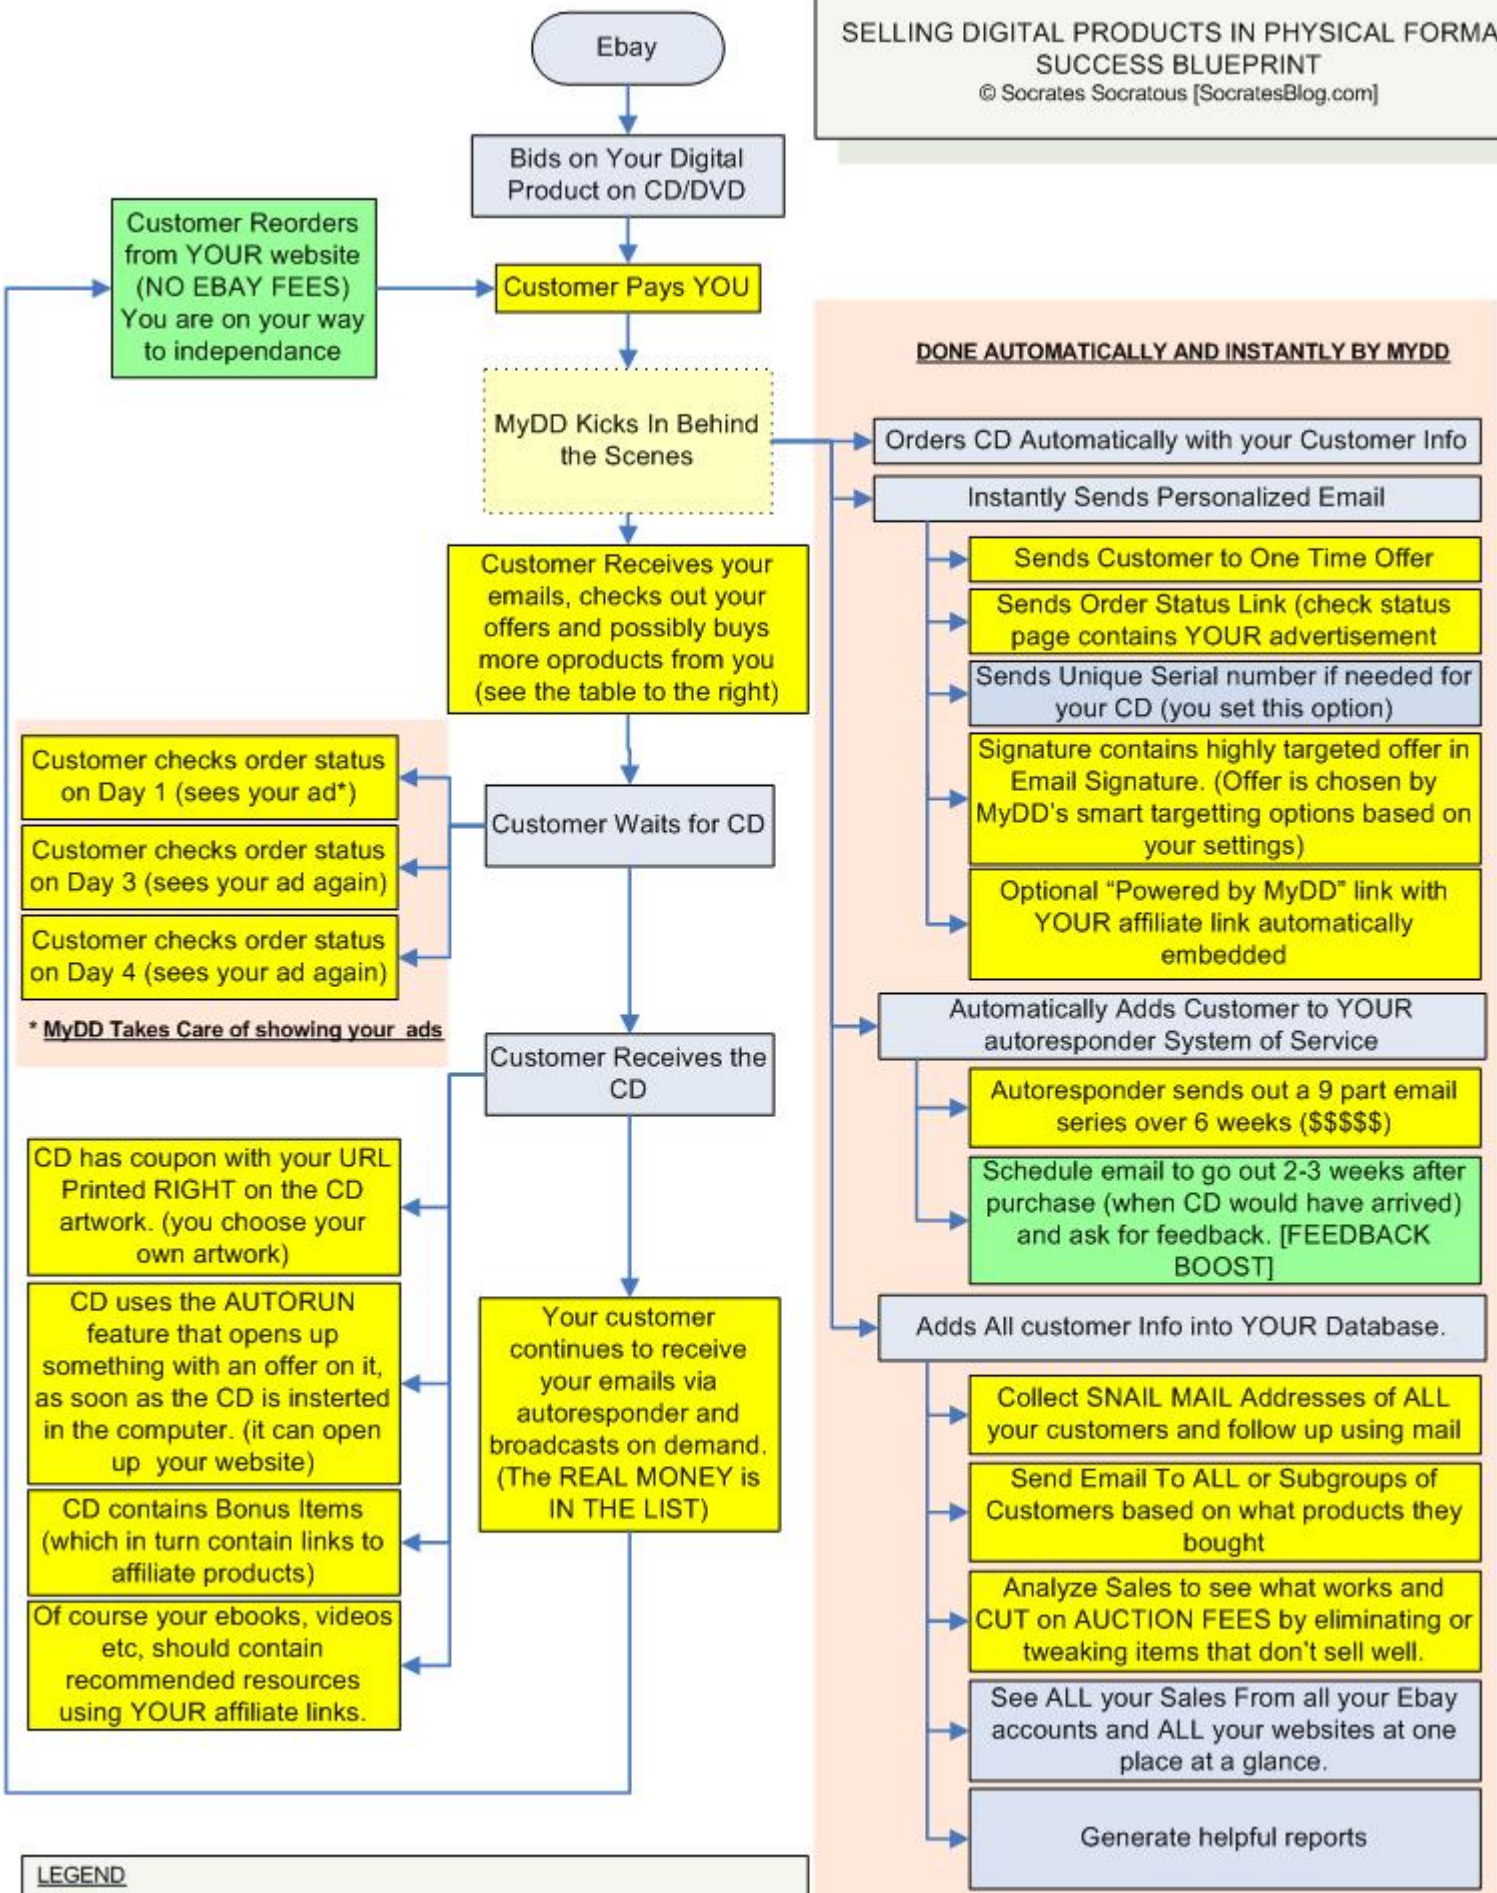 Ebay
SELLING DIGITAL PRODUCTS IN PHYSICAL FORMA
SUCCESS BLUEPRINT
© Socrates Socratous [SocratesBlog.com]
Bids on Your Digital
Product on CD/DVD
Customer Reorders
from YOUR website
(NO EBAY FEES)
You are on your way
to independance
Customer Pays YOU
MyDD Kicks In Behind
the Scenes
Customer Receives your
emails, checks out your
offers and possibly buys
more oproducts from you
(see the table to the right)
Customer checks order status
on Day 1 (sees your ad*)
Customer checks order status
on Day 3 (sees your ad again)
Customer checks order status
on Day 4 (sees your ad again)
* MyDD Takes Care of showing your ads
Customer Waits for CD
Customer Receives the
CD
CD has coupon with your URL
Printed RIGHT on the CD
artwork. (you choose your
own artwork)
CD uses the AUTORUN
feature that opens up
something with an offer on it,
as soon as the CD is insterted
in the computer. (it can open
up your website)
CD contains Bonus Items
(which in turn contain links to
affiliate products)
Of course your ebooks, videos
etc, should contain
recommended resources
using YOUR affiliate links.
Your customer
continues to receive
your emails via
autoresponder and
broadcasts on demand.
(The REAL MONEY is
IN THE LIST)
DONE AUTOMATICALLY AND INSTANTLY BY MYDD
Orders CD Automatically with your Customer Info
Instantly Sends Personalized Email
Sends Customer to One Time Offer
Sends Order Status Link (check status
page contains YOUR advertisement
Sends Unique Serial number if needed for
your CD (you set this option)
Signature contains highly targeted offer in
Email Signature. (Offer is chosen by
MyDD's smart targetting options based on
your settings)
Optional “Powered by MyDD” link with
YOUR affiliate link automatically
embedded
Automatically Adds Customer to YOUR
autoresponder System of Service
Autoresponder sends out a 9 part email
series over 6 weeks ($$$$$)
Schedule email to go out 2-3 weeks after
purchase (when CD would have arrived)
and ask for feedback. [FEEDBACK
BOOST]
Adds All customer Info into YOUR Database.
Collect SNAIL MAIL Addresses of ALL
your customers and follow up using mail
Send Email To ALL or Subgroups of
Customers based on what products they
bought
Analyze Sales to see what works and
CUT on AUCTION FEES by eliminating or
tweaking items that don't sell well.
See ALL your Sales From all your Ebay
accounts and ALL your websites at one
place at a glance.
Generate helpful reports
LEGEND